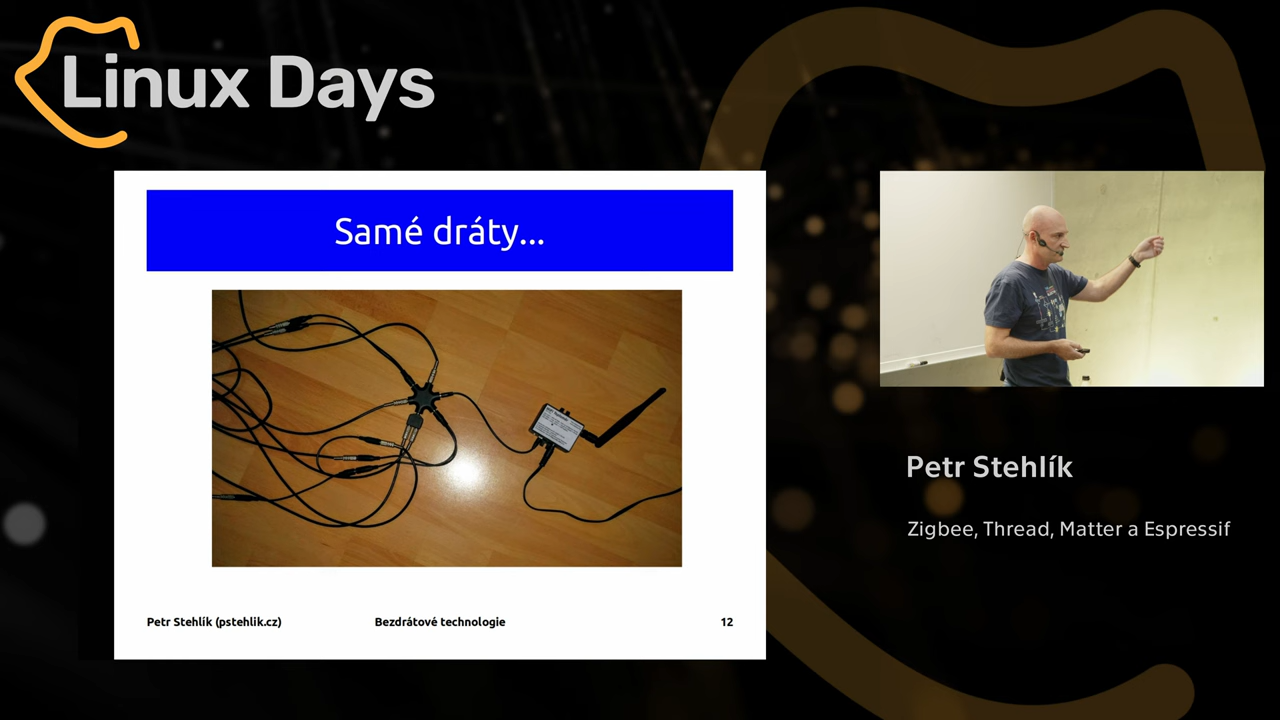 Linux Days
Samé dráty...
Petr Stehlík (pstehlik.cz)
Bezdrátové technologie
12
Petr Stehlík
Zigbee, Thread, Matter a Espressif